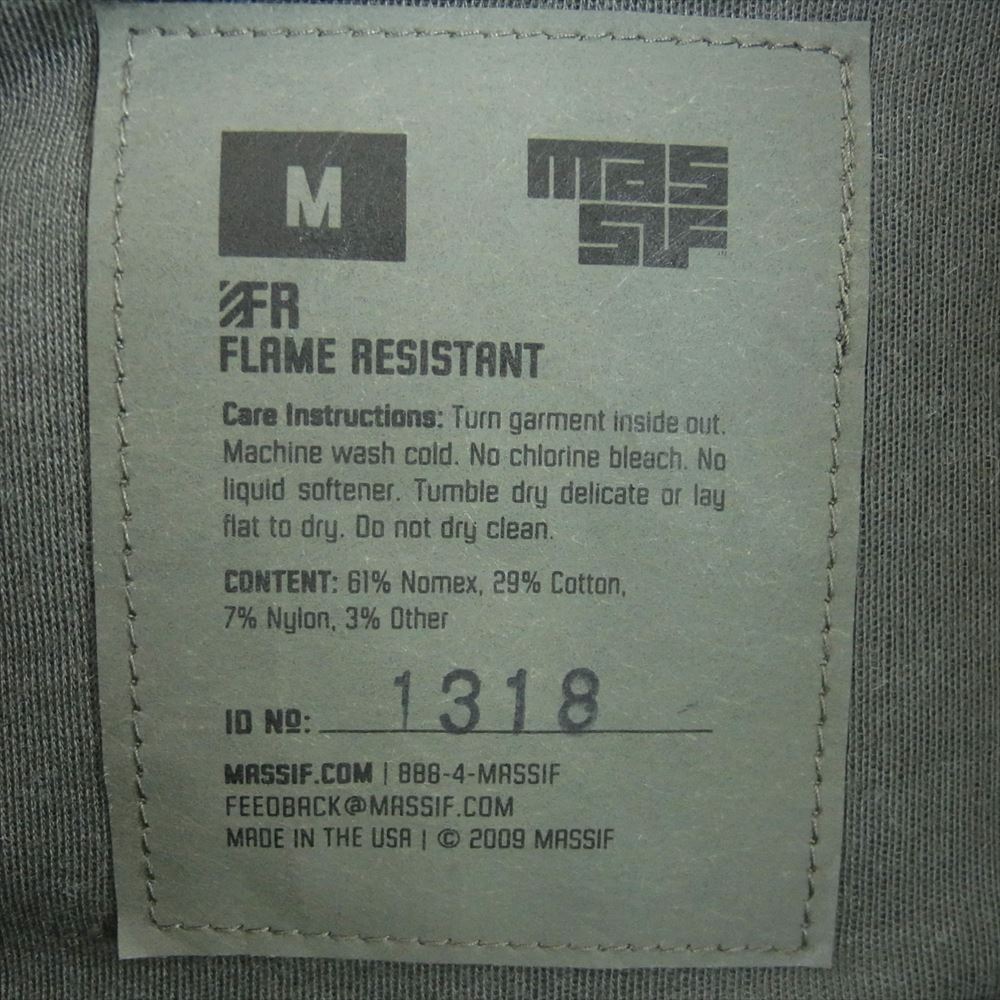 M
massif
FR
FLAME RESISTANT
Care Instructions: Turn garment inside out.
Machine wash cold. No chlorine bleach. No
liquid softener. Tumble dry delicate or lay
flat to dry. Do not dry clean.
CONTENT: 61% Nomex, 29% Cotton,
7% Nylon, 3% Other
ID Nº: 1318
MASSIF.COM | 888-4-MASSIF
FEEDBACK@MASSIF.COM
MADE IN THE USA | © 2009 MASSIF